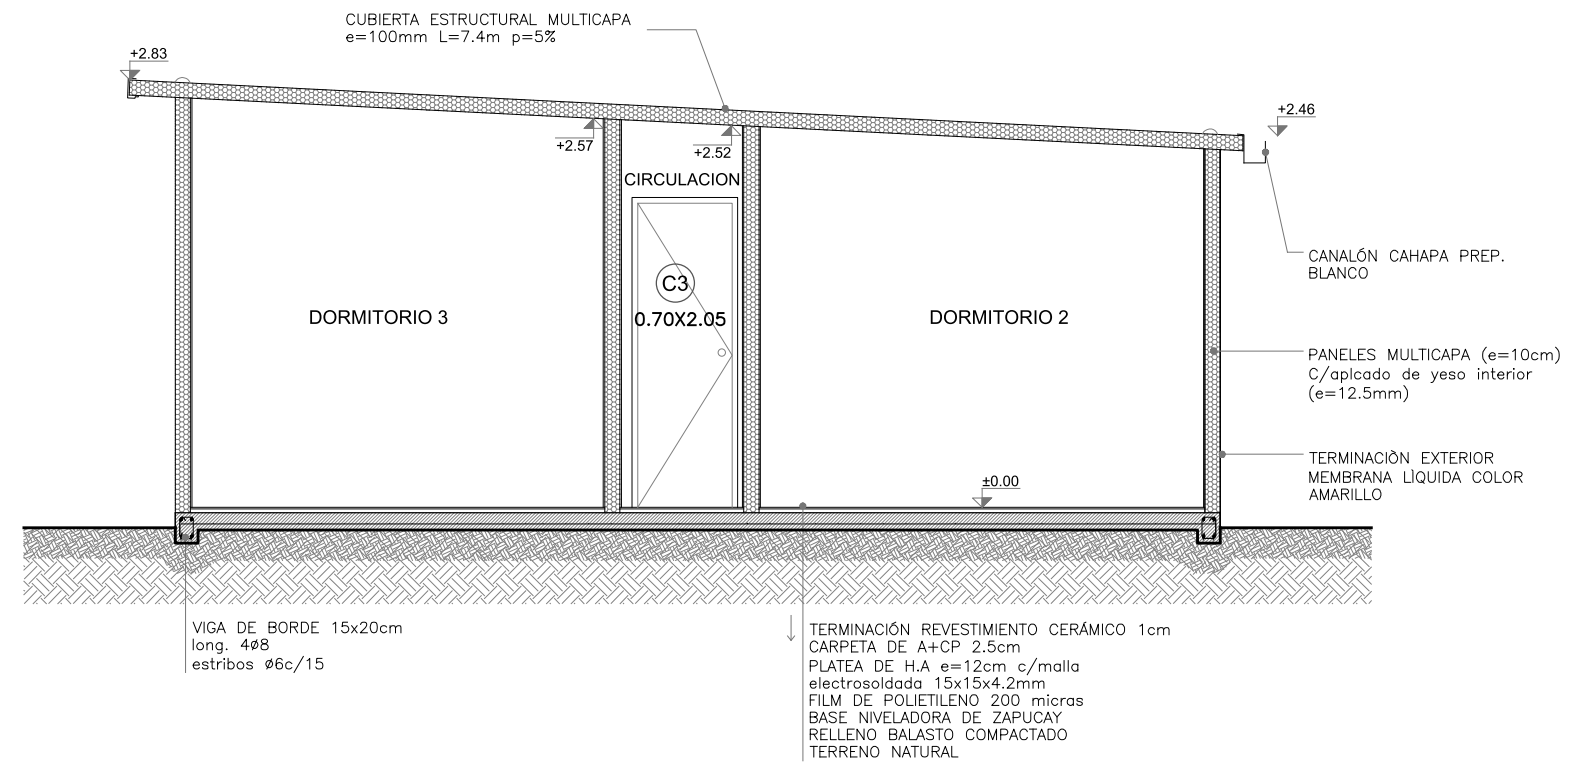 CUBIERTA ESTRUCTURAL MULTICAPA
e=100mm L=7.4m p=5%
+2.83
+2.46
+2.57
+2.52
CIRCULACION
CANALÓN CAHAPA PREP.
BLANCO
C3
0.70X2.05
DORMITORIO 3
DORMITORIO 2
PANELES MULTICAPA (e=10cm)
C/aplcado de yeso interior
(e=12.5mm)
TERMINACIÒN EXTERIOR
MEMBRANA LÌQUIDA COLOR
AMARILLO
±0.00
VIGA DE BORDE 15x20cm
long. 4ø8
estribos ø6c/15
TERMINACIÓN REVESTIMIENTO CERÁMICO 1cm
CARPETA DE A+CP 2.5cm
PLATEA DE H.A e=12cm c/malla
electrosoldada 15x15x4.2mm
FILM DE POLIETILENO 200 micras
BASE NIVELADORA DE ZAPUCAY
RELLENO BALASTO COMPACTADO
TERRENO NATURAL